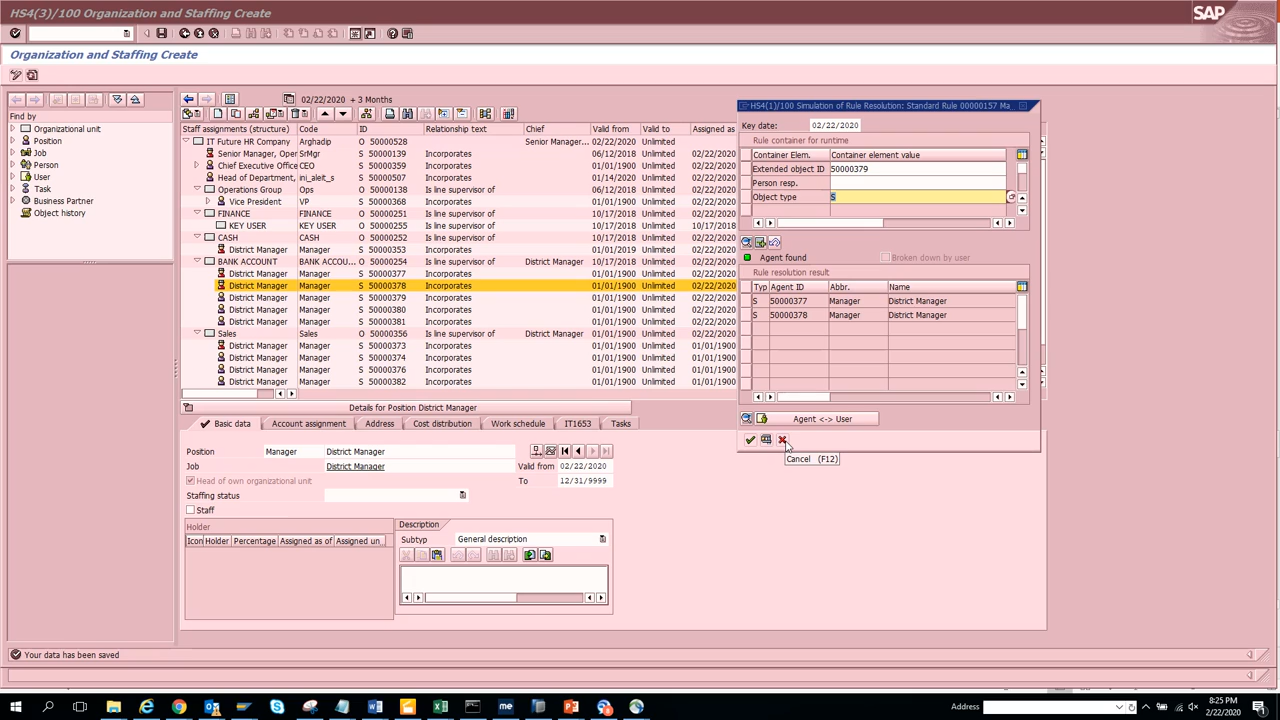 HS4(3)/100 Organization and Staffing Create
SAP
Organization and Staffing Create
Find by
Organizational unit
Position
Job
Person
User
Task
Business Partner
Object history
02/22/2020 + 3 Months
Staff assignments (structure) Code ID Relationship text Chief Valid from Valid to Assigned as
IT Future HR Company Arghadip O 50000528 Senior Manager... 02/22/2020 Unlimited
Senior Manager, Oper SrMgr S 50000139 Incorporates 06/12/2018 Unlimited 02/22/2020
Chief Executive Office CEO S 50000359 Incorporates 02/22/2020 Unlimited 02/22/2020
Head of Department, ini_aleit_s S 50000507 Incorporates 01/14/2020 Unlimited 02/22/2020
Operations Group Ops O 50000138 Is line supervisor of 06/12/2018 Unlimited 02/22/2020
Vice President VP S 50000368 Incorporates 01/01/1900 Unlimited 02/22/2020
FINANCE FINANCE O 50000251 Is line supervisor of 10/17/2018 Unlimited 02/22/2020
KEY USER KEY USER S 50000255 Incorporates 10/17/2018 Unlimited 10/17/2018
CASH CASH O 50000252 Is line supervisor of 10/17/2018 Unlimited 02/22/2020
District Manager Manager S 50000353 Incorporates 01/01/2019 Unlimited 02/22/2020
BANK ACCOUNT BANK ACCOU... O 50000254 Is line supervisor of District Manager 10/17/2018 Unlimited 02/22/2020
District Manager Manager S 50000377 Incorporates 01/01/1900 Unlimited 02/22/2020
District Manager Manager S 50000378 Incorporates 01/01/1900 Unlimited 02/22/2020
District Manager Manager S 50000379 Incorporates 01/01/1900 Unlimited 02/22/2020
District Manager Manager S 50000380 Incorporates 01/01/1900 Unlimited 02/22/2020
District Manager Manager S 50000381 Incorporates 01/01/1900 Unlimited 02/22/2020
Sales Sales O 50000356 Is line supervisor of District Manager 01/01/1900 Unlimited 02/22/2020
District Manager Manager S 50000373 Incorporates 01/01/1900 Unlimited 01/01/1900
District Manager Manager S 50000374 Incorporates 01/01/1900 Unlimited 01/01/1900
District Manager Manager S 50000376 Incorporates 01/01/1900 Unlimited 01/01/1900
District Manager Manager S 50000382 Incorporates 01/01/1900 Unlimited 01/01/1900
Details for Position District Manager
Basic data Account assignment Address Cost distribution Work schedule IT1653 Tasks
Position Manager District Manager
Job District Manager Valid from 02/22/2020
Head of own organizational unit To 12/31/9999
Staffing status
Staff
Holder
Icon Holder Percentage Assigned as of Assigned un...
Description
Subtype General description
HS4(1)/100 Simulation of Rule Resolution: Standard Rule 00000157 Ma...
Key date: 02/22/2020
Rule container for runtime
Container Elem. Container element value
Extended object ID 50000379
Person resp.
Object type S
Agent found Broken down by user
Rule resolution result
Typ Agent ID Abbr. Name
S 50000377 Manager District Manager
S 50000378 Manager District Manager
Agent <-> User
Cancel (F12)
Your data has been saved
Address
8:25 PM
2/22/2020